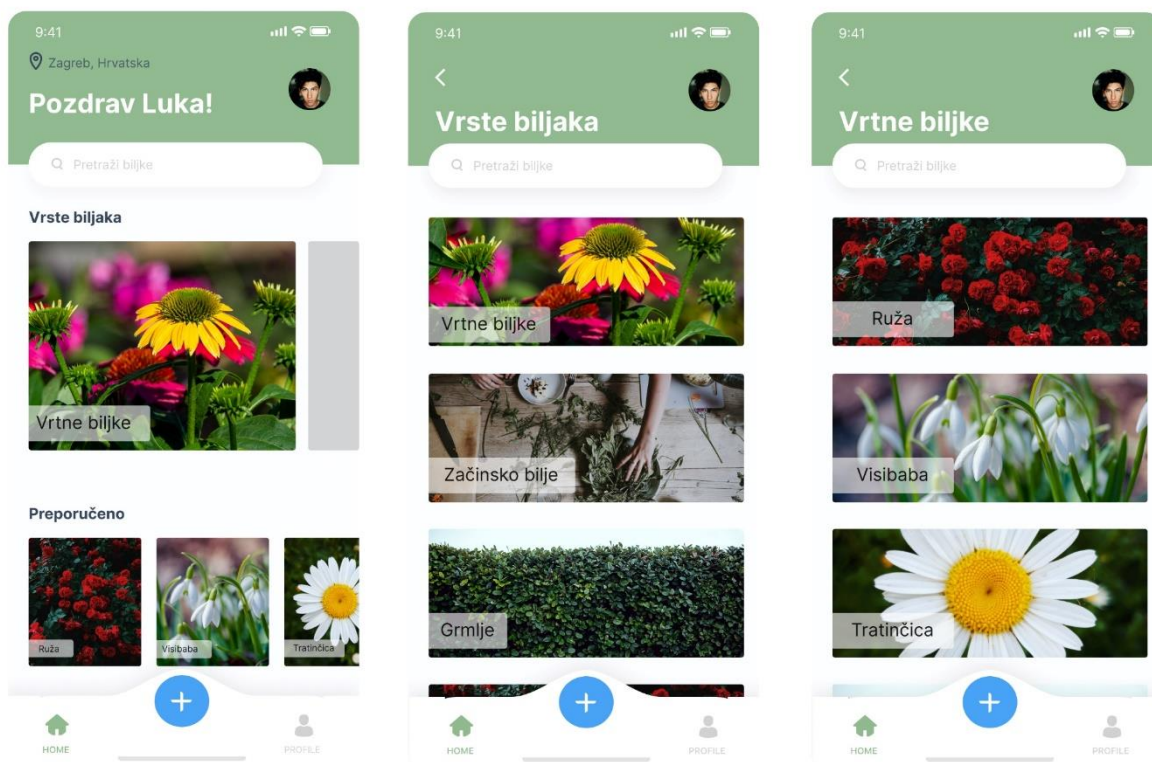 9:41
Zagreb, Hrvatska
Pozdrav Luka!
Pretraži biljke
Vrste biljaka
Vrtne biljke
Preporučeno
Ruža
Visibaba
Tratinčica
HOME
PROFILE
9:41
Vrste biljaka
Pretraži biljke
Vrtne biljke
Začinsko bilje
Grmlje
HOME
PROFILE
9:41
Vrtne biljke
Pretraži biljke
Ruža
Visibaba
Tratinčica
HOME
PROFILE